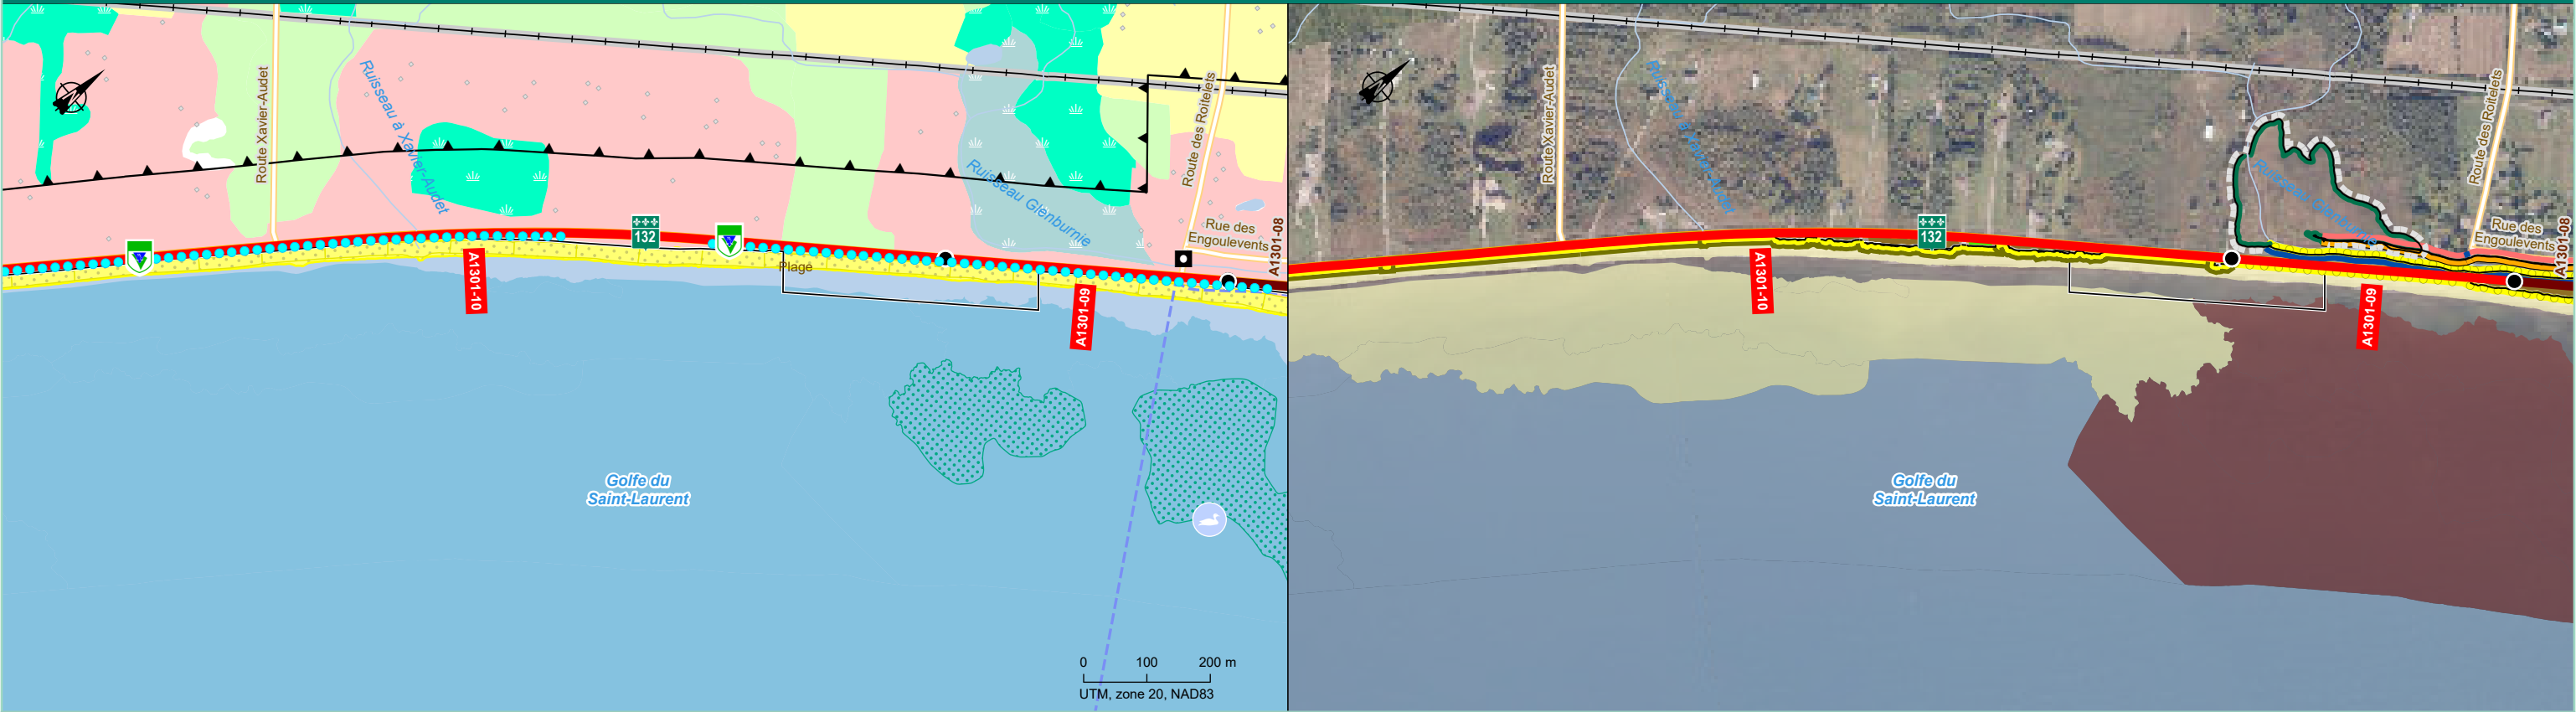 Route Xavier-Audet
Ruisseau à Xavier-Audet
132
A1301-10
Plage
Ruisseau Glenburnie
Route des Roitelets
Rue des
Engoulevents
A1301-08
A1301-09
Golfe du
Saint-Laurent
0 100 200 m
UTM, zone 20, NAD83
Route Xavier-Audet
Ruisseau à Xavier-Audet
132
A1301-10
Ruisseau Glenburnie
Route des Roitelets
Rue des
Engoulevents
A1301-08
A1301-09
Golfe du
Saint-Laurent